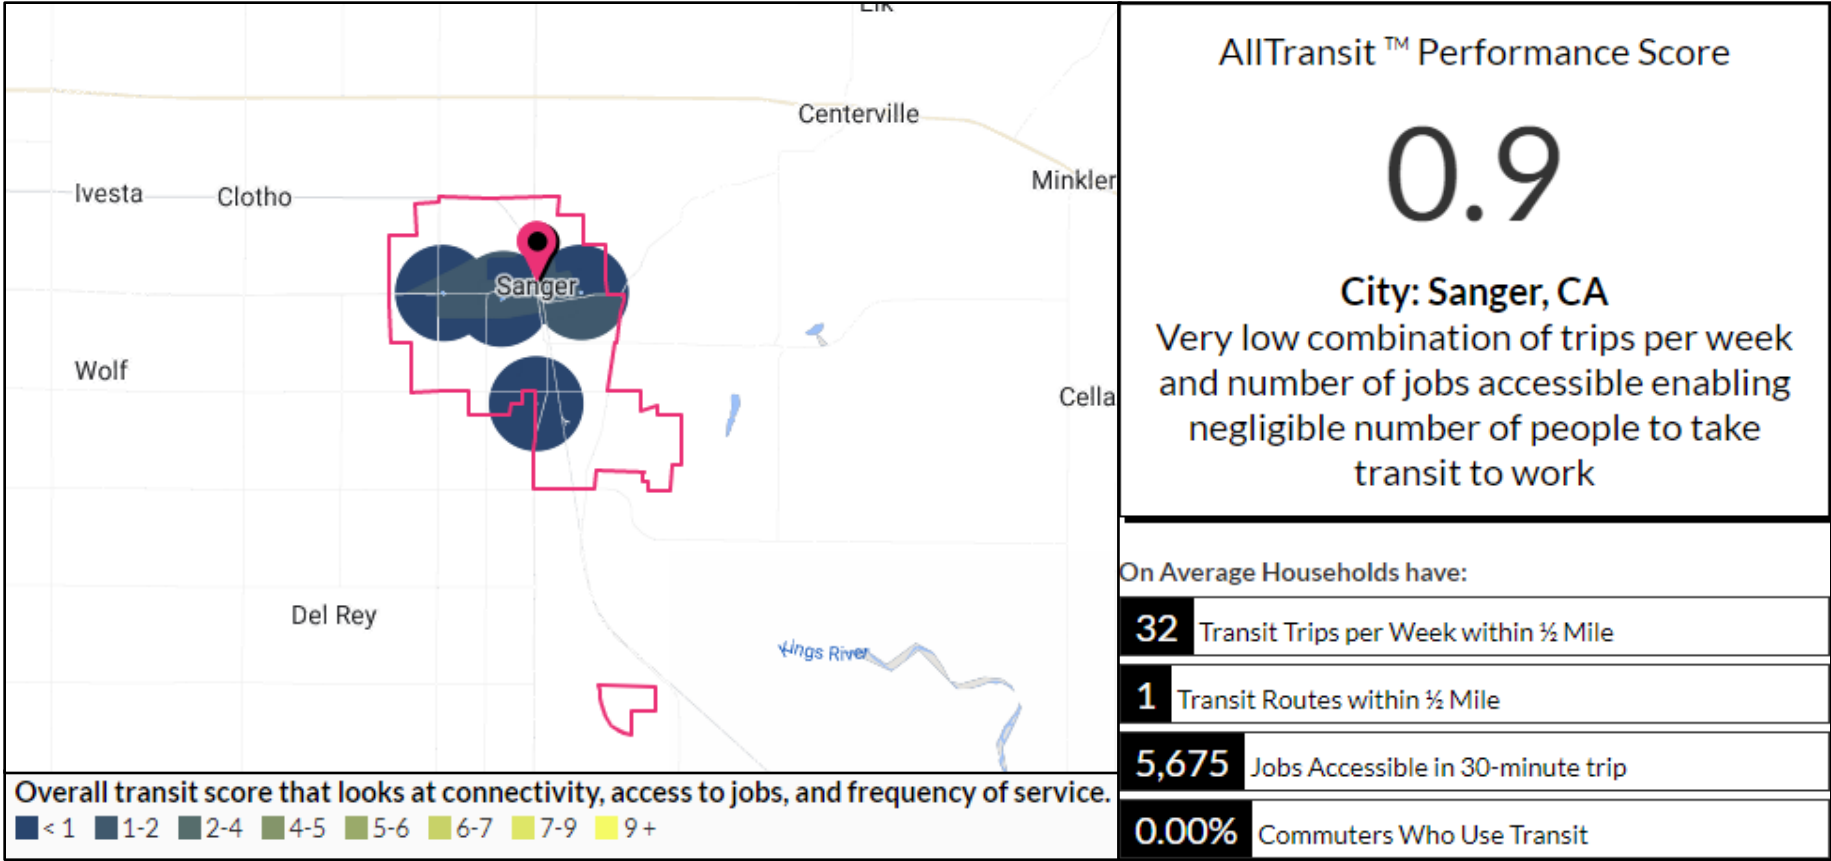 Elk
Centerville
Minkler
Ivesta
Clotho
Sanger
Wolf
Cella
Del Rey
Kings River
Overall transit score that looks at connectivity, access to jobs, and frequency of service.
< 1 1-2 2-4 4-5 5-6 6-7 7-9 9 +
AllTransit ™ Performance Score
0.9
City: Sanger, CA
Very low combination of trips per week
and number of jobs accessible enabling
negligible number of people to take
transit to work
On Average Households have:
32 Transit Trips per Week within ½ Mile
1 Transit Routes within ½ Mile
5,675 Jobs Accessible in 30-minute trip
0.00% Commuters Who Use Transit